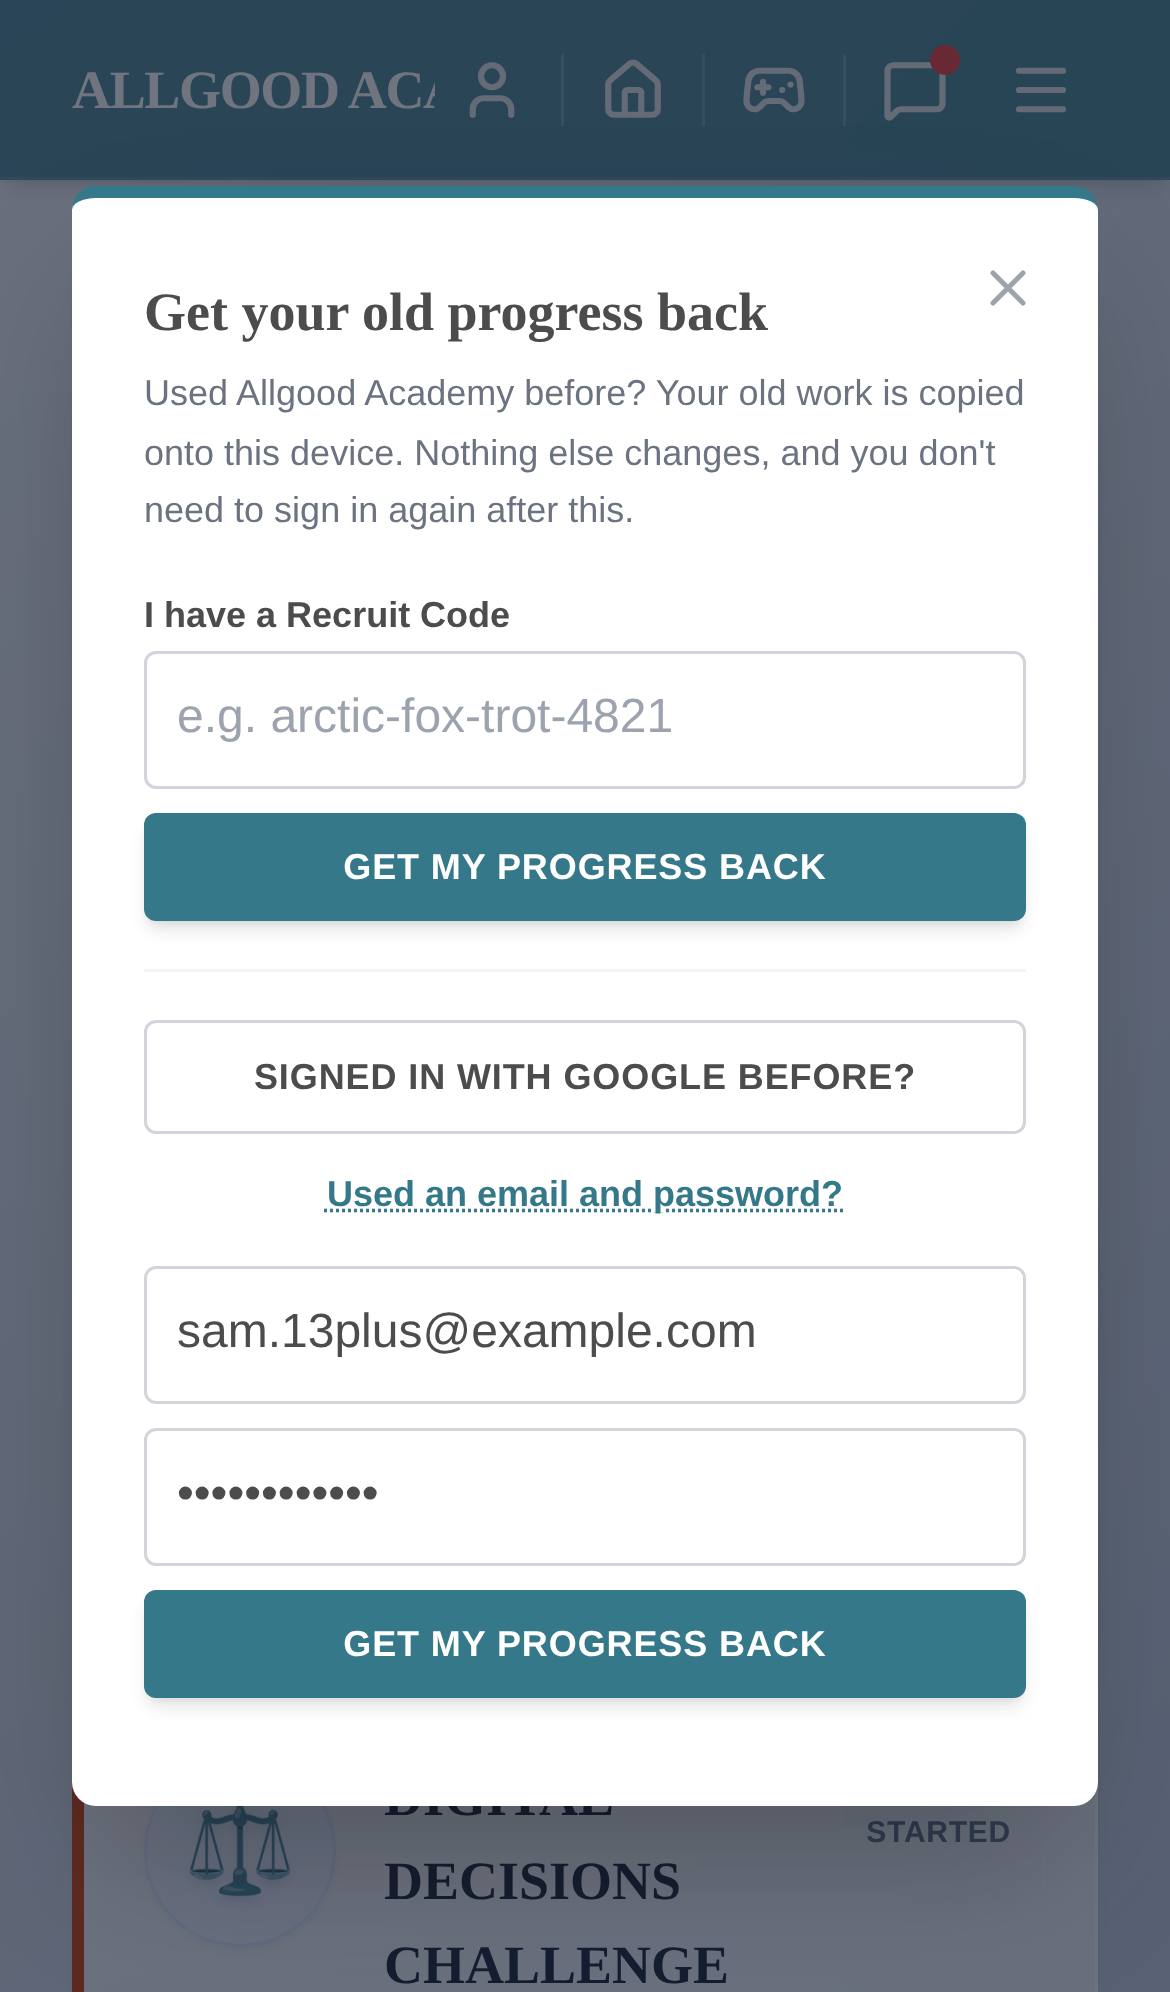 ALLGOOD ACA
Get your old progress back
Used Allgood Academy before? Your old work is copied
onto this device. Nothing else changes, and you don't
need to sign in again after this.
I have a Recruit Code
e.g. arctic-fox-trot-4821
GET MY PROGRESS BACK
SIGNED IN WITH GOOGLE BEFORE?
Used an email and password?
sam.13plus@example.com
••••••••••••
GET MY PROGRESS BACK
DIGITAL
STARTED
DECISIONS
CHALLENGE